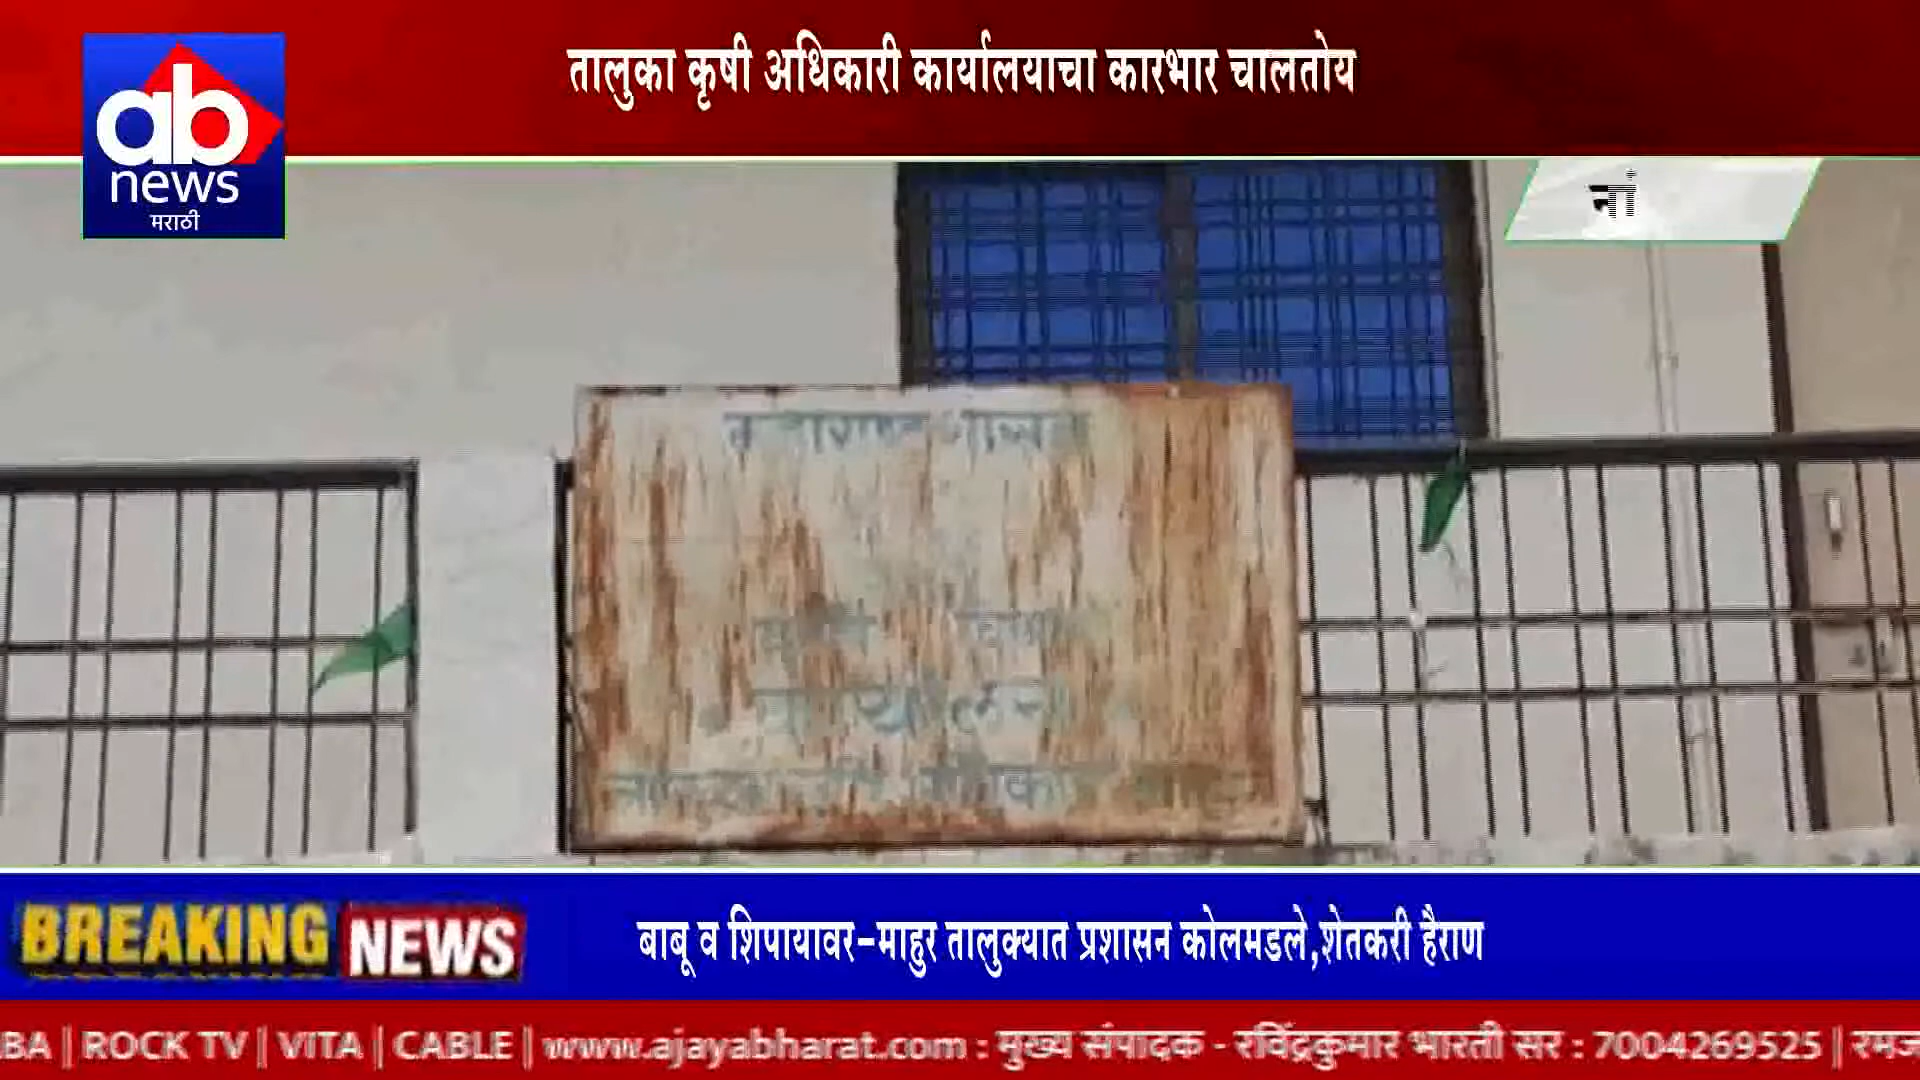 तालुका कृषी अधिकारी कार्यालयाचा कारभार चालतोय
ab
news
मराठी
नां
कार्यालय
BREAKING NEWS
बाबू व शिपायावर-माहुर तालुक्यात प्रशासन कोलमडले,शेतकरी हैराण
BA | ROCK TV | VITA | CABLE | www.ajayabharat.com : मुख्य संपादक - रविंद्रकुमार भारती सर : 7004269525 | रमज